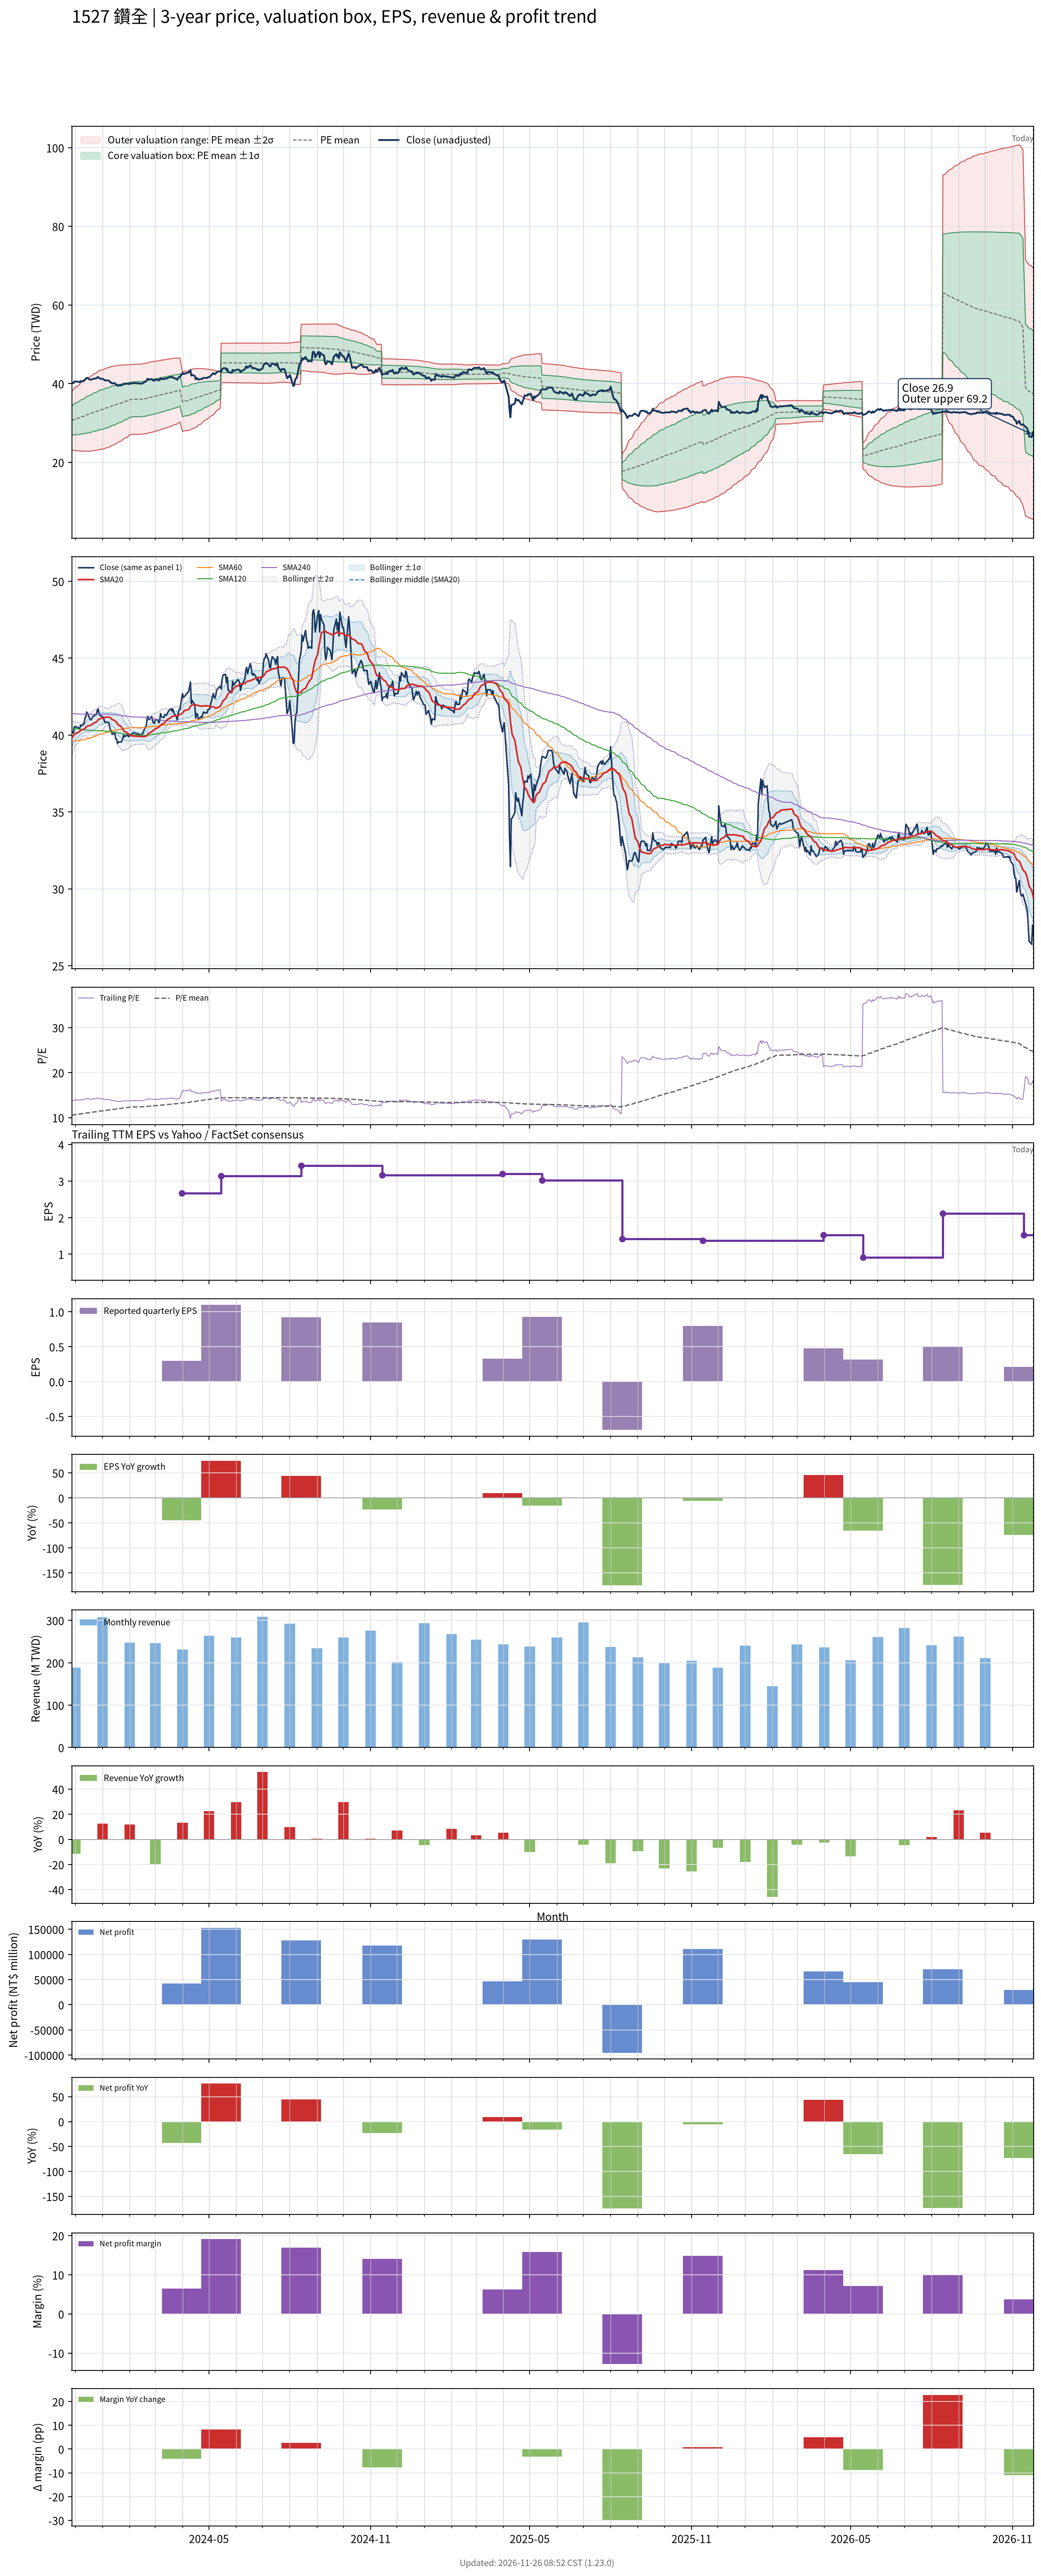 1527 鑽全 | 3-year price, valuation box, EPS, revenue & profit trend
Outer valuation range: PE mean ±2σ
PE mean
Close (unadjusted)
Core valuation box: PE mean ±1σ
Today
100
80
60
40
20
Price (TWD)
Close 26.9
Outer upper 69.2
Close (same as panel 1)
SMA60
SMA240
Bollinger ±1σ
SMA20
SMA120
Bollinger ±2σ
Bollinger middle (SMA20)
50
45
40
35
30
25
Price
Trailing P/E
P/E mean
30
20
10
P/E
Trailing TTM EPS vs Yahoo / FactSet consensus
Today
4
3
2
1
EPS
Reported quarterly EPS
1.0
0.5
0.0
-0.5
EPS
EPS YoY growth
50
0
-50
-100
-150
YoY (%)
Monthly revenue
300
200
100
0
Revenue (M TWD)
Revenue YoY growth
40
20
0
-20
-40
YoY (%)
Month
Net profit
150000
100000
50000
0
-50000
-100000
Net profit (NT$ million)
Net profit YoY
50
0
-50
-100
-150
YoY (%)
Net profit margin
20
10
0
-10
Margin (%)
Margin YoY change
20
10
0
-10
-20
-30
Δ margin (pp)
2024-05
2024-11
2025-05
2025-11
2026-05
2026-11
Updated: 2026-11-26 08:52 CST (1.23.0)